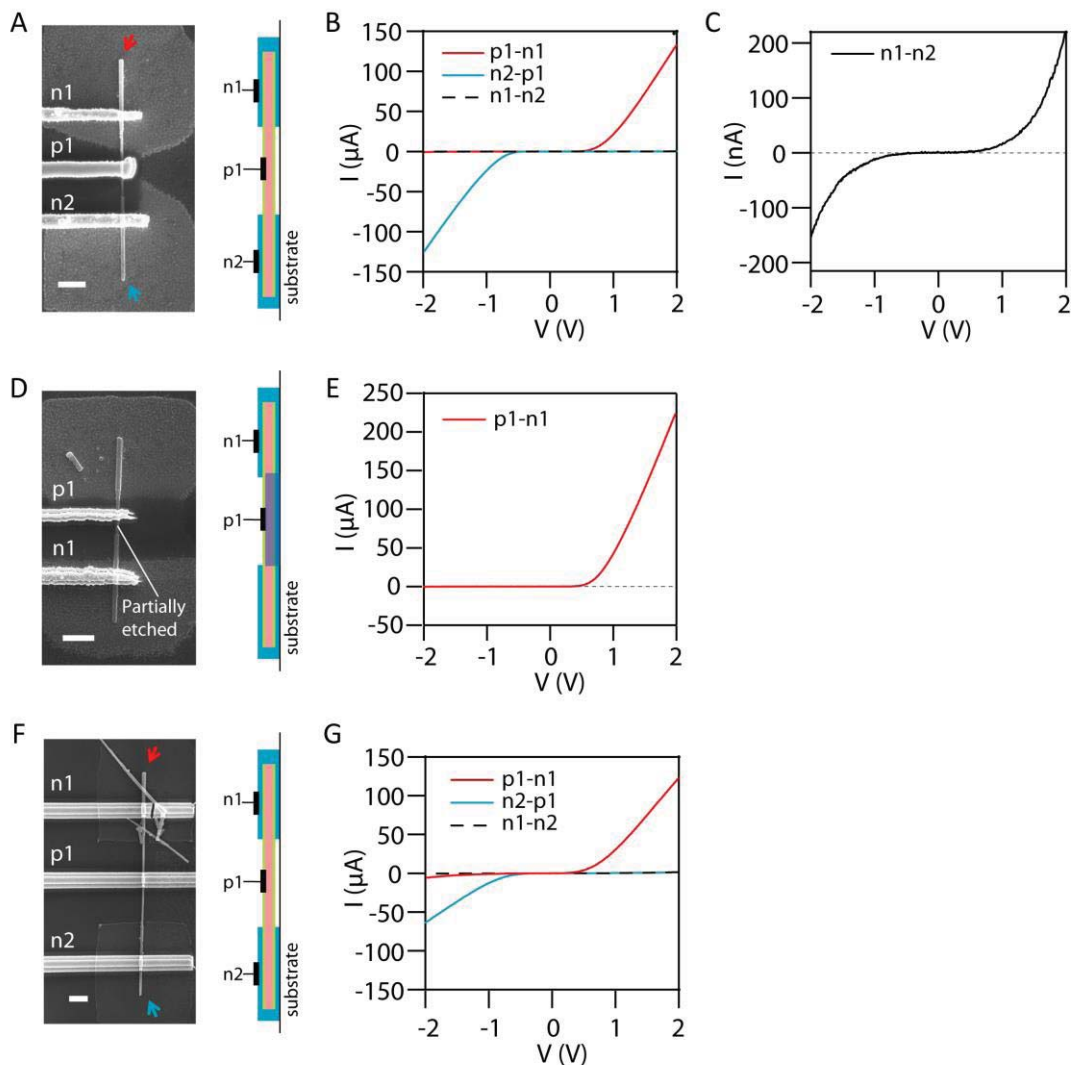 A
n1
p1
n2
n1
p1
n2
substrate
B
p1-n1
n2-p1
n1-n2
150
100
50
0
-50
-100
-150
I (μA)
-2
-1
0
1
2
V (V)
C
n1-n2
200
100
0
-100
-200
I (nA)
-2
-1
0
1
2
V (V)
D
p1
n1
Partially
etched
n1
p1
substrate
E
p1-n1
250
200
150
100
50
0
-50
I (μA)
-2
-1
0
1
2
V (V)
F
n1
p1
n2
n1
p1
n2
substrate
G
p1-n1
n2-p1
n1-n2
150
100
50
0
-50
-100
-150
I (μA)
-2
-1
0
1
2
V (V)